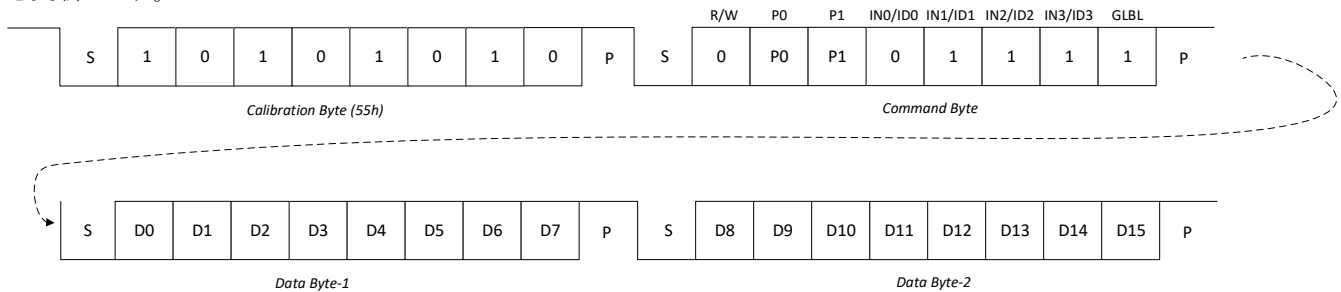 R/W P0 P1 IN0/ID0 IN1/ID1 IN2/ID2 IN3/ID3 GLBL
S 1 0 1 0 1 0 1 0 P S 0 P0 P1 0 1 1 1 1 P
Calibration Byte (55h) Command Byte
S D0 D1 D2 D3 D4 D5 D6 D7 P S D8 D9 D10 D11 D12 D13 D14 D15 P
Data Byte-1 Data Byte-2